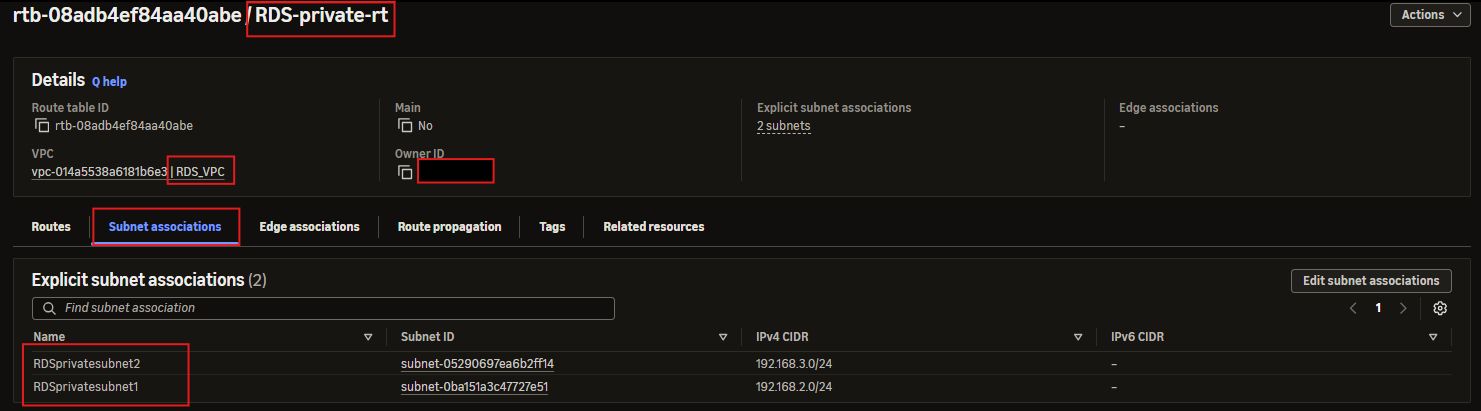 rtb-08adb4ef84aa40abe / RDS-private-rt
Actions
Details Q help
Route table ID
rtb-08adb4ef84aa40abe
Main
No
Explicit subnet associations
2 subnets
Edge associations
–
VPC
vpc-014a5538a6181b6e3 | RDS_VPC
Owner ID
Routes Subnet associations Edge associations Route propagation Tags Related resources
Explicit subnet associations (2)
Edit subnet associations
Find subnet association
1
Name Subnet ID IPv4 CIDR IPv6 CIDR
RDSprivatesubnet2 subnet-05290697ea6b2ff14 192.168.3.0/24 –
RDSprivatesubnet1 subnet-0ba151a3c47727e51 192.168.2.0/24 –